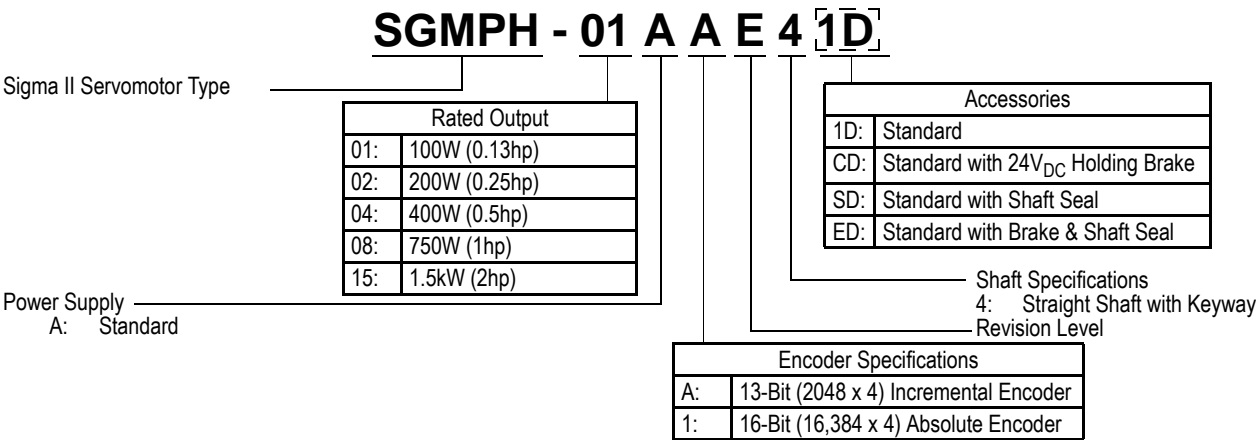 SGMPH - 01 A A E 4 1D
Sigma II Servomotor Type
Rated Output
01: 100W (0.13hp)
02: 200W (0.25hp)
04: 400W (0.5hp)
08: 750W (1hp)
15: 1.5kW (2hp)
Accessories
1D: Standard
CD: Standard with 24VDC Holding Brake
SD: Standard with Shaft Seal
ED: Standard with Brake & Shaft Seal
Power Supply
A: Standard
Shaft Specifications
4: Straight Shaft with Keyway
Revision Level
Encoder Specifications
A: 13-Bit (2048 x 4) Incremental Encoder
1: 16-Bit (16,384 x 4) Absolute Encoder